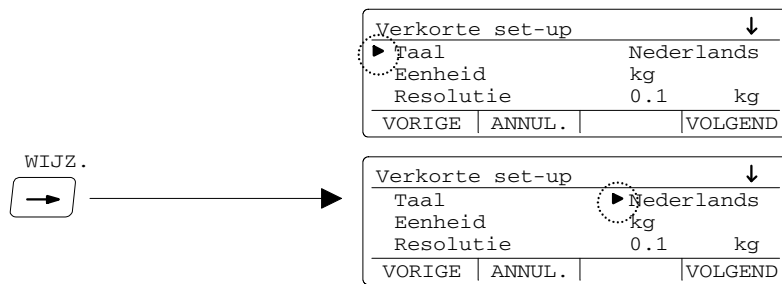 Verkorte set-up ↓
Taal Nederlands
Eenheid kg
Resolutie 0.1 kg
VORIGE ANNUL. VOLGEND
WIJZ.
Verkorte set-up ↓
Taal Nederlands
Eenheid kg
Resolutie 0.1 kg
VORIGE ANNUL. VOLGEND